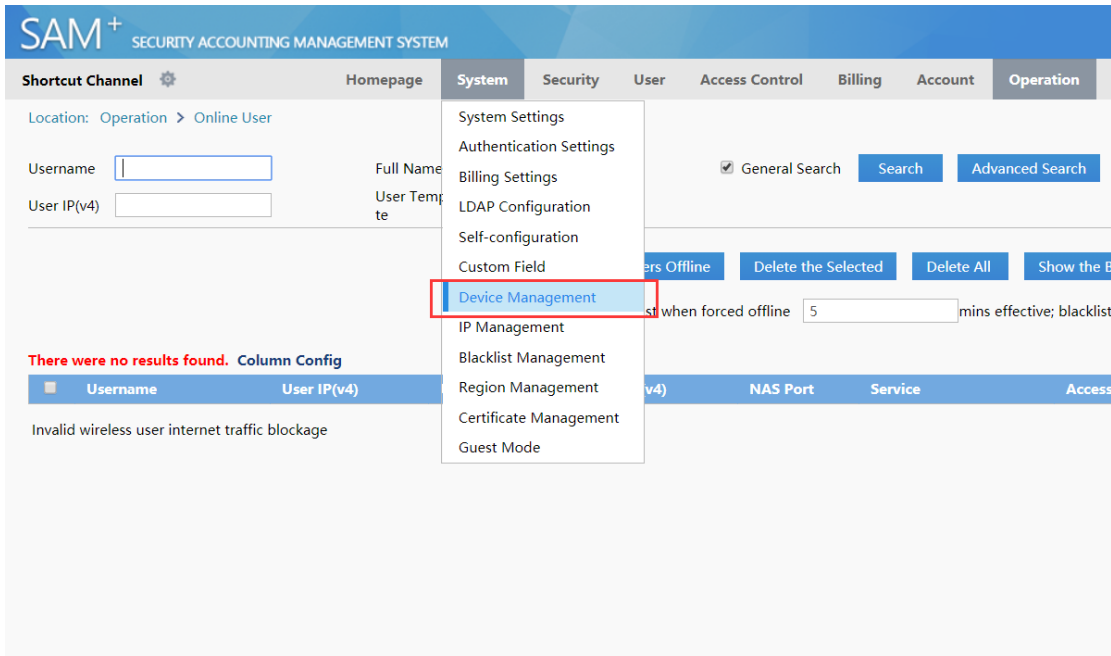 SAM+ SECURITY ACCOUNTING MANAGEMENT SYSTEM
Shortcut Channel Homepage System Security User Access Control Billing Account Operation
Location: Operation > Online User
System Settings
Authentication Settings
Billing Settings
LDAP Configuration
Self-configuration
Custom Field
Device Management
IP Management
Blacklist Management
Region Management
Certificate Management
Guest Mode
Username Full Name General Search Search Advanced Search
User IP(v4) User Temp
te
ers Offline Delete the Selected Delete All Show the B
st when forced offline 5 mins effective; blacklist
There were no results found. Column Config
Username User IP(v4) v4) NAS Port Service Access
Invalid wireless user internet traffic blockage